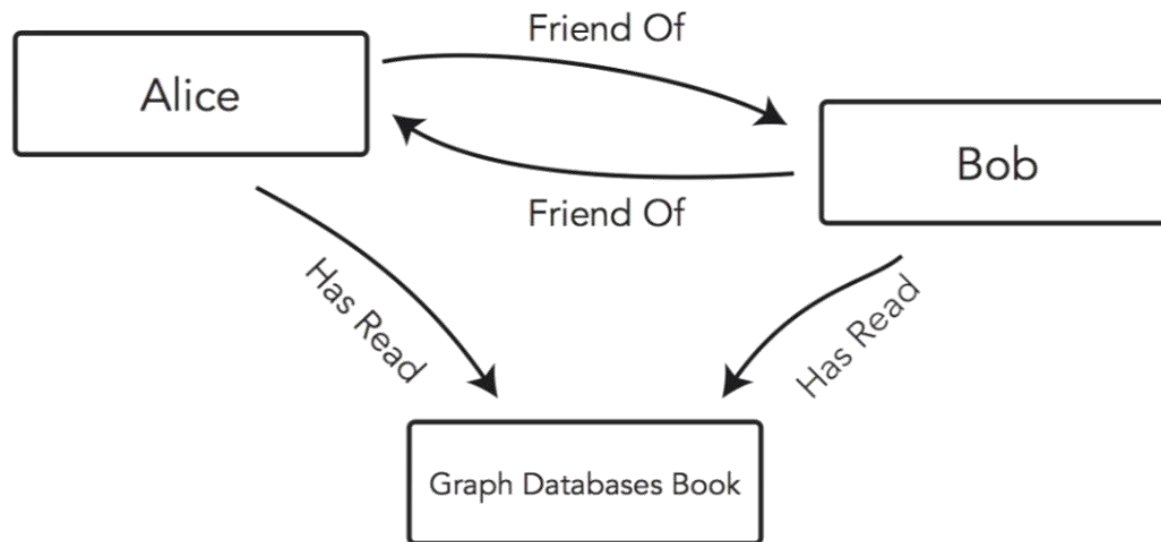 Friend Of
Alice
Bob
Friend Of
Has Read
Has Read
Graph Databases Book